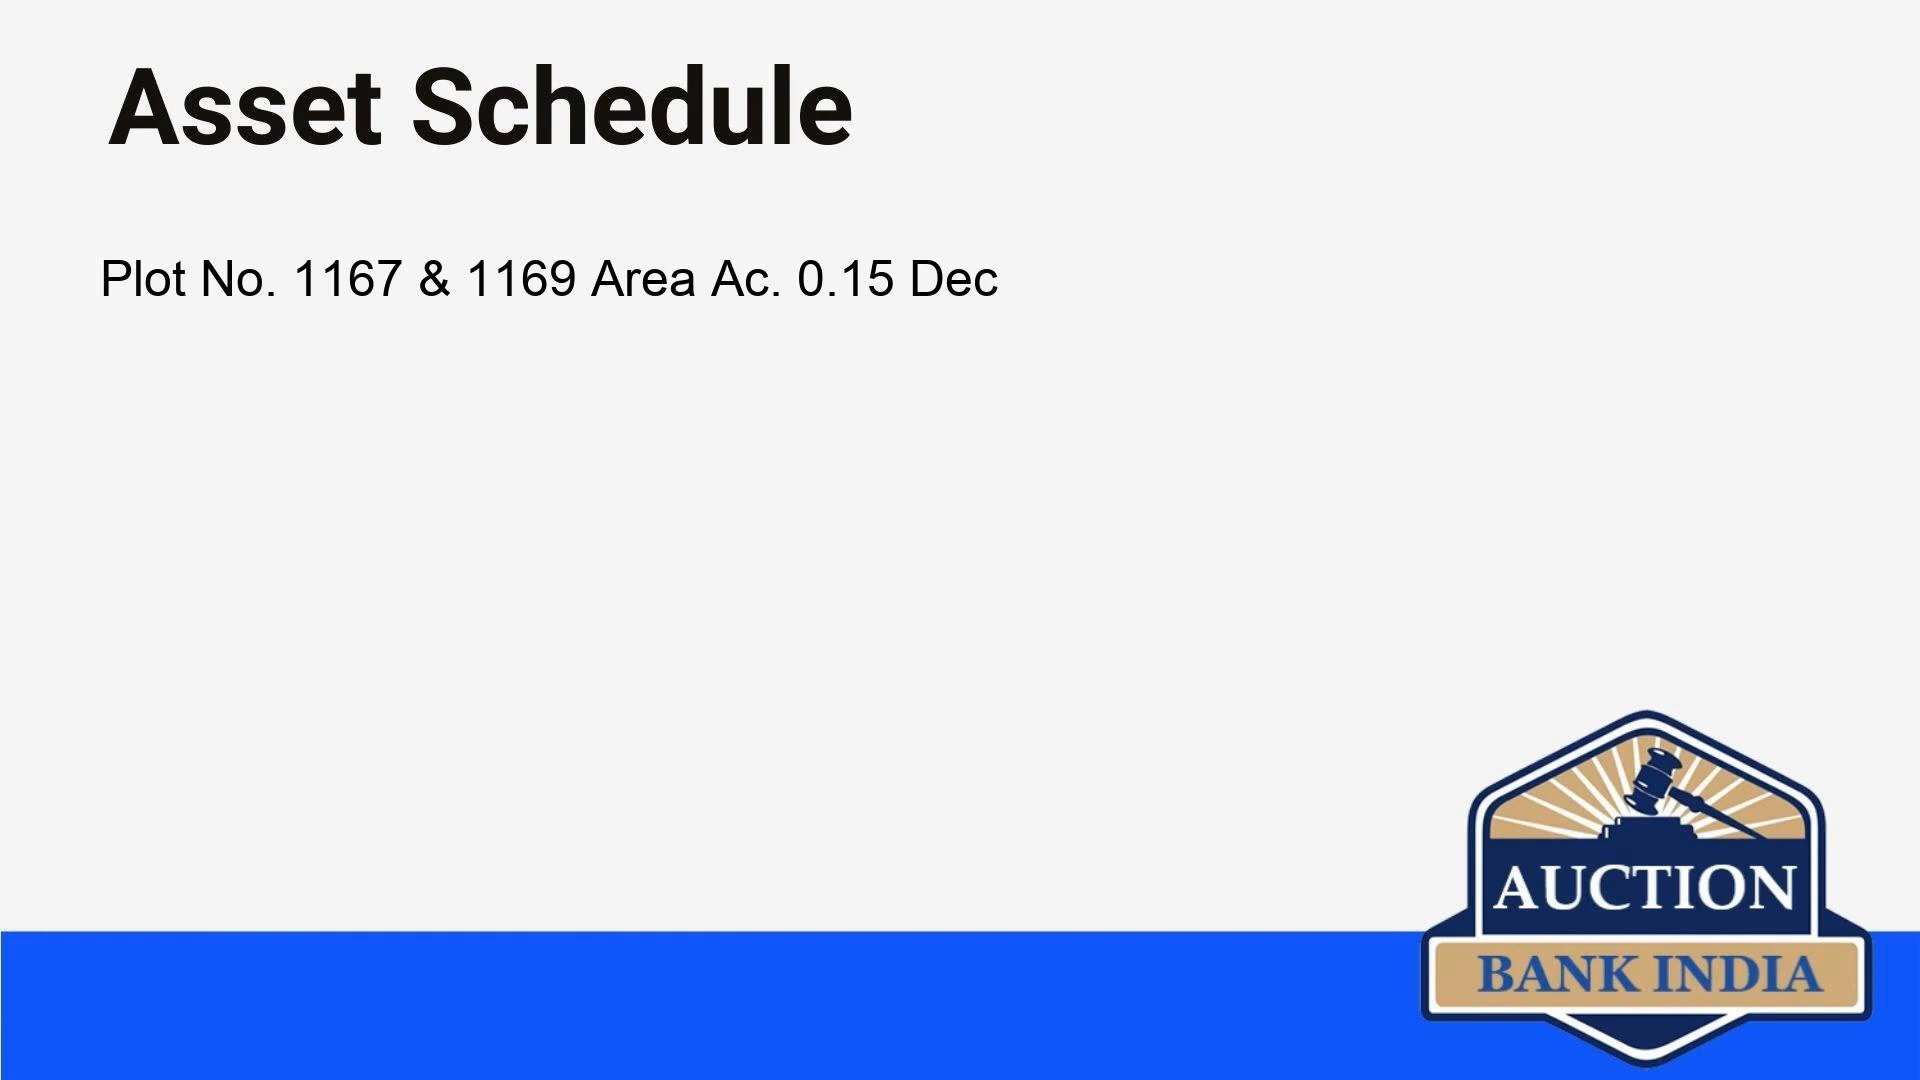 Asset Schedule
Plot No. 1167 & 1169 Area Ac. 0.15 Dec
AUCTION
BANK INDIA